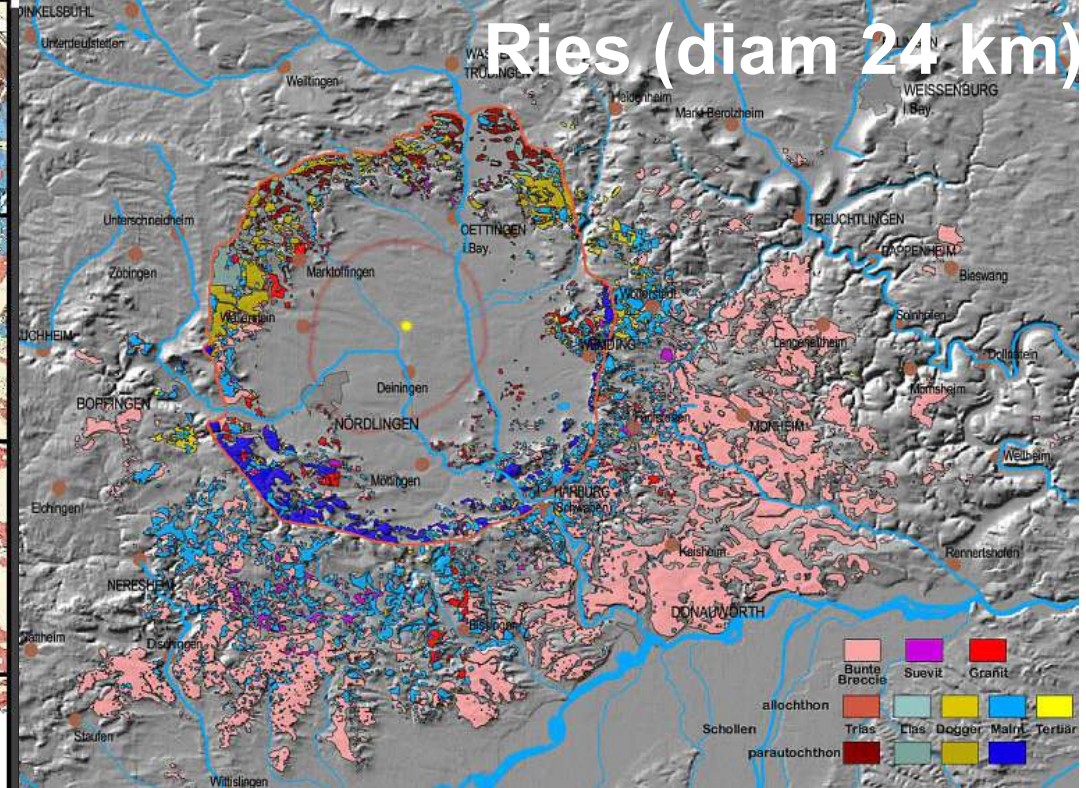 DINKELSBÜHL
Ries (diam 24 km)
Unterdeufstetten
WEISSENBURG
i.Bay.
Weiltingen
Heidenheim
Markt Berolzheim
TREUCHTLINGEN
PAPPENHEIM
Bieswang
Unterschneidheim
OETTINGEN
i.Bay.
Zöbingen
Marktoffingen
Solnhofen
Wallerstein
Langenaltheim
Dollnstein
WEMDING
Mörnsheim
Deiningen
BOPFINGEN
NÖRDLINGEN
MONHEIM
Wellheim
Möttingen
HARBURG
(Schwaben)
Kaisheim
Rennertshofen
NERESHEIM
DONAUWÖRTH
Bissingen
Dischingen
Staufen
Wittislingen
Bunte
Breccie
Suevit
Granit
allochthon
Schollen
Trias Lias Dogger Malm Tertiär
parautochthon